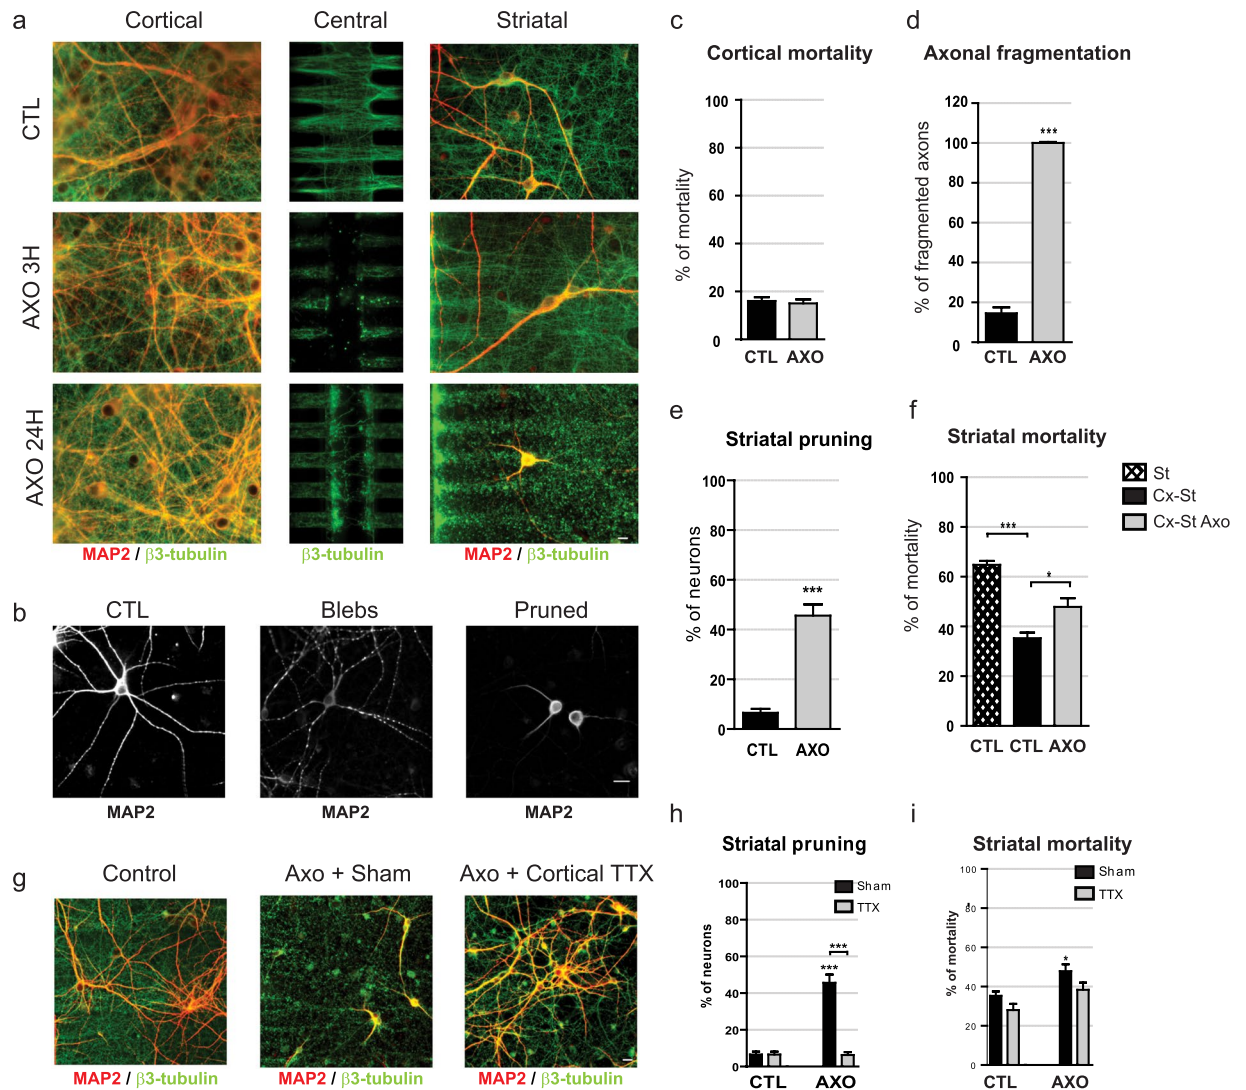 a
Cortical
Central
Striatal
CTL
AXO 3H
AXO 24H
MAP2 / β3-tubulin
β3-tubulin
MAP2 / β3-tubulin
b
CTL
Blebs
Pruned
MAP2
MAP2
MAP2
g
Control
Axo + Sham
Axo + Cortical TTX
MAP2 / β3-tubulin
MAP2 / β3-tubulin
MAP2 / β3-tubulin
c
Cortical mortality
% of mortality
100
80
60
40
20
0
CTL AXO
d
Axonal fragmentation
% of fragmented axons
120
100
80
60
40
20
0
***
CTL AXO
e
Striatal pruning
% of neurons
100
80
60
40
20
0
***
CTL AXO
f
Striatal mortality
% of mortality
100
80
60
40
20
0
***
*
CTL CTL AXO
St
Cx-St
Cx-St Axo
h
Striatal pruning
% of neurons
100
80
60
40
20
0
Sham
TTX
***
***
CTL AXO
i
Striatal mortality
% of mortality
100
80
60
40
20
0
Sham
TTX
*
CTL AXO